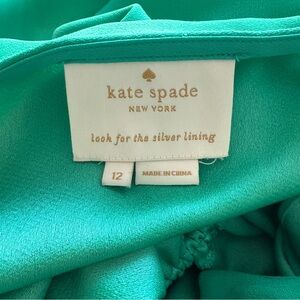 kate spade
NEW YORK
look for the silver lining
12
MADE IN CHINA